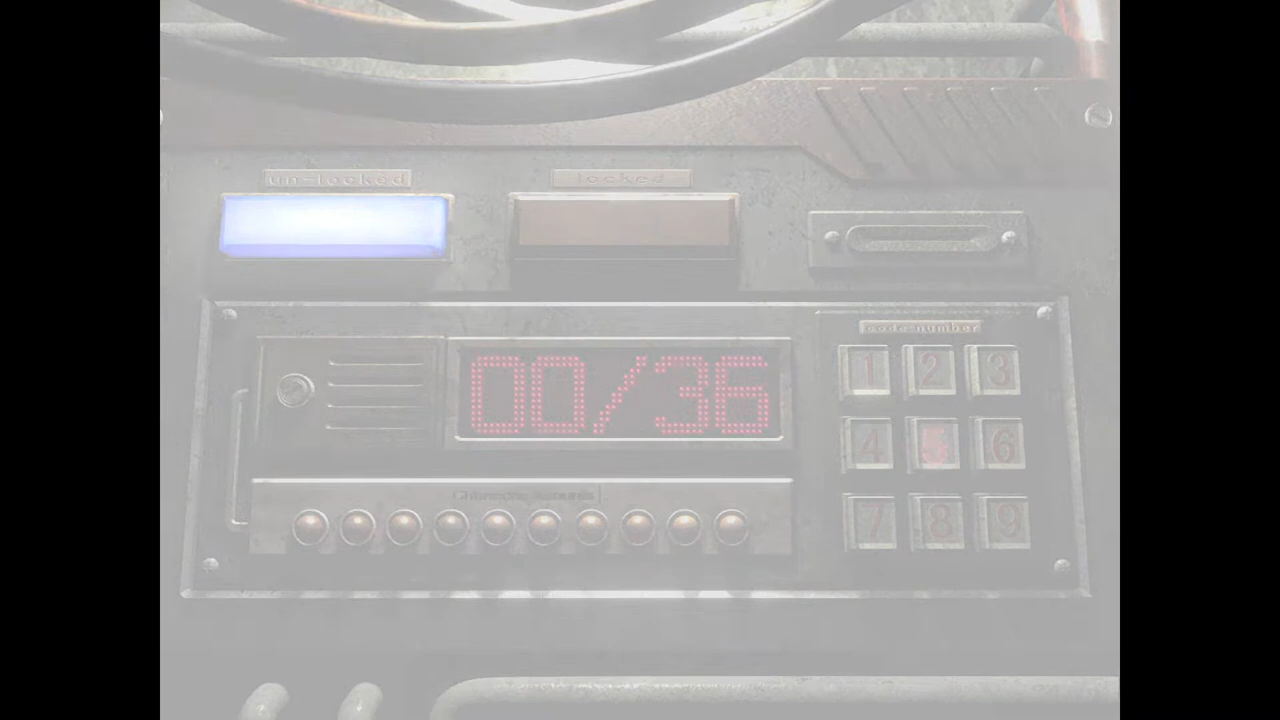 un-locked
locked
code number
00/36
1 2 3
4 5 6
7 8 9